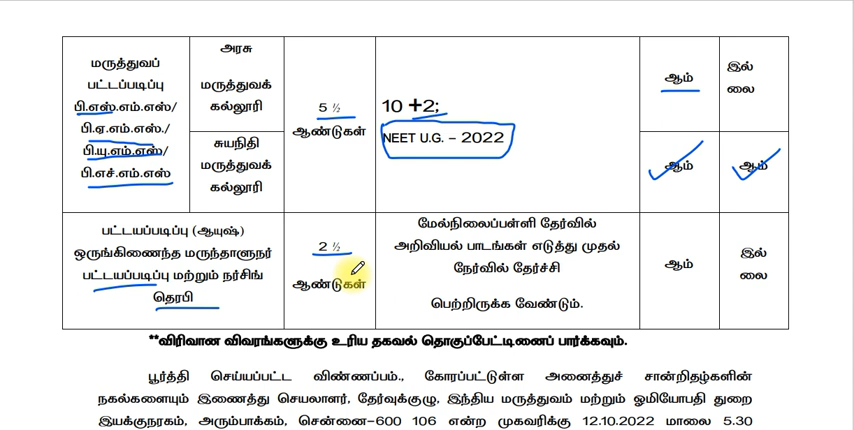 மருத்துவப்
பட்டப்படிப்பு
பி.எஸ்.எம்.எஸ்/
பி.ஏ.எம்.எஸ்./
பி.யு.எம்.எஸ்/
பி.எச்.எம்.எஸ்
அரசு
மருத்துவக்
கல்லூரி
சுயநிதி
மருத்துவக்
கல்லூரி
5 ½
ஆண்டுகள்
10 +2;
NEET U.G. – 2022
ஆம்
இல்
லை
ஆம்
ஆம்
பட்டயப்படிப்பு (ஆயுஷ்)
ஒருங்கிணைந்த மருந்தாளுநர்
பட்டயப்படிப்பு மற்றும் நர்சிங்
தெரபி
2 ½
ஆண்டுகள்
மேல்நிலைப்பள்ளி தேர்வில்
அறிவியல் பாடங்கள் எடுத்து முதல்
நேர்வில் தேர்ச்சி
பெற்றிருக்க வேண்டும்.
ஆம்
இல்
லை
**விரிவான விவரங்களுக்கு உரிய தகவல் தொகுப்பேட்டினைப் பார்க்கவும்.
பூர்த்தி செய்யப்பட்ட விண்ணப்பம்., கோரப்பட்டுள்ள அனைத்துச் சான்றிதழ்களின்
நகல்களையும் இணைத்து செயலாளர், தேர்வுக்குழு, இந்திய மருத்துவம் மற்றும் ஓமியோபதி துறை
இயக்குநரகம், அரும்பாக்கம், சென்னை–600 106 என்ற முகவரிக்கு 12.10.2022 மாலை 5.30